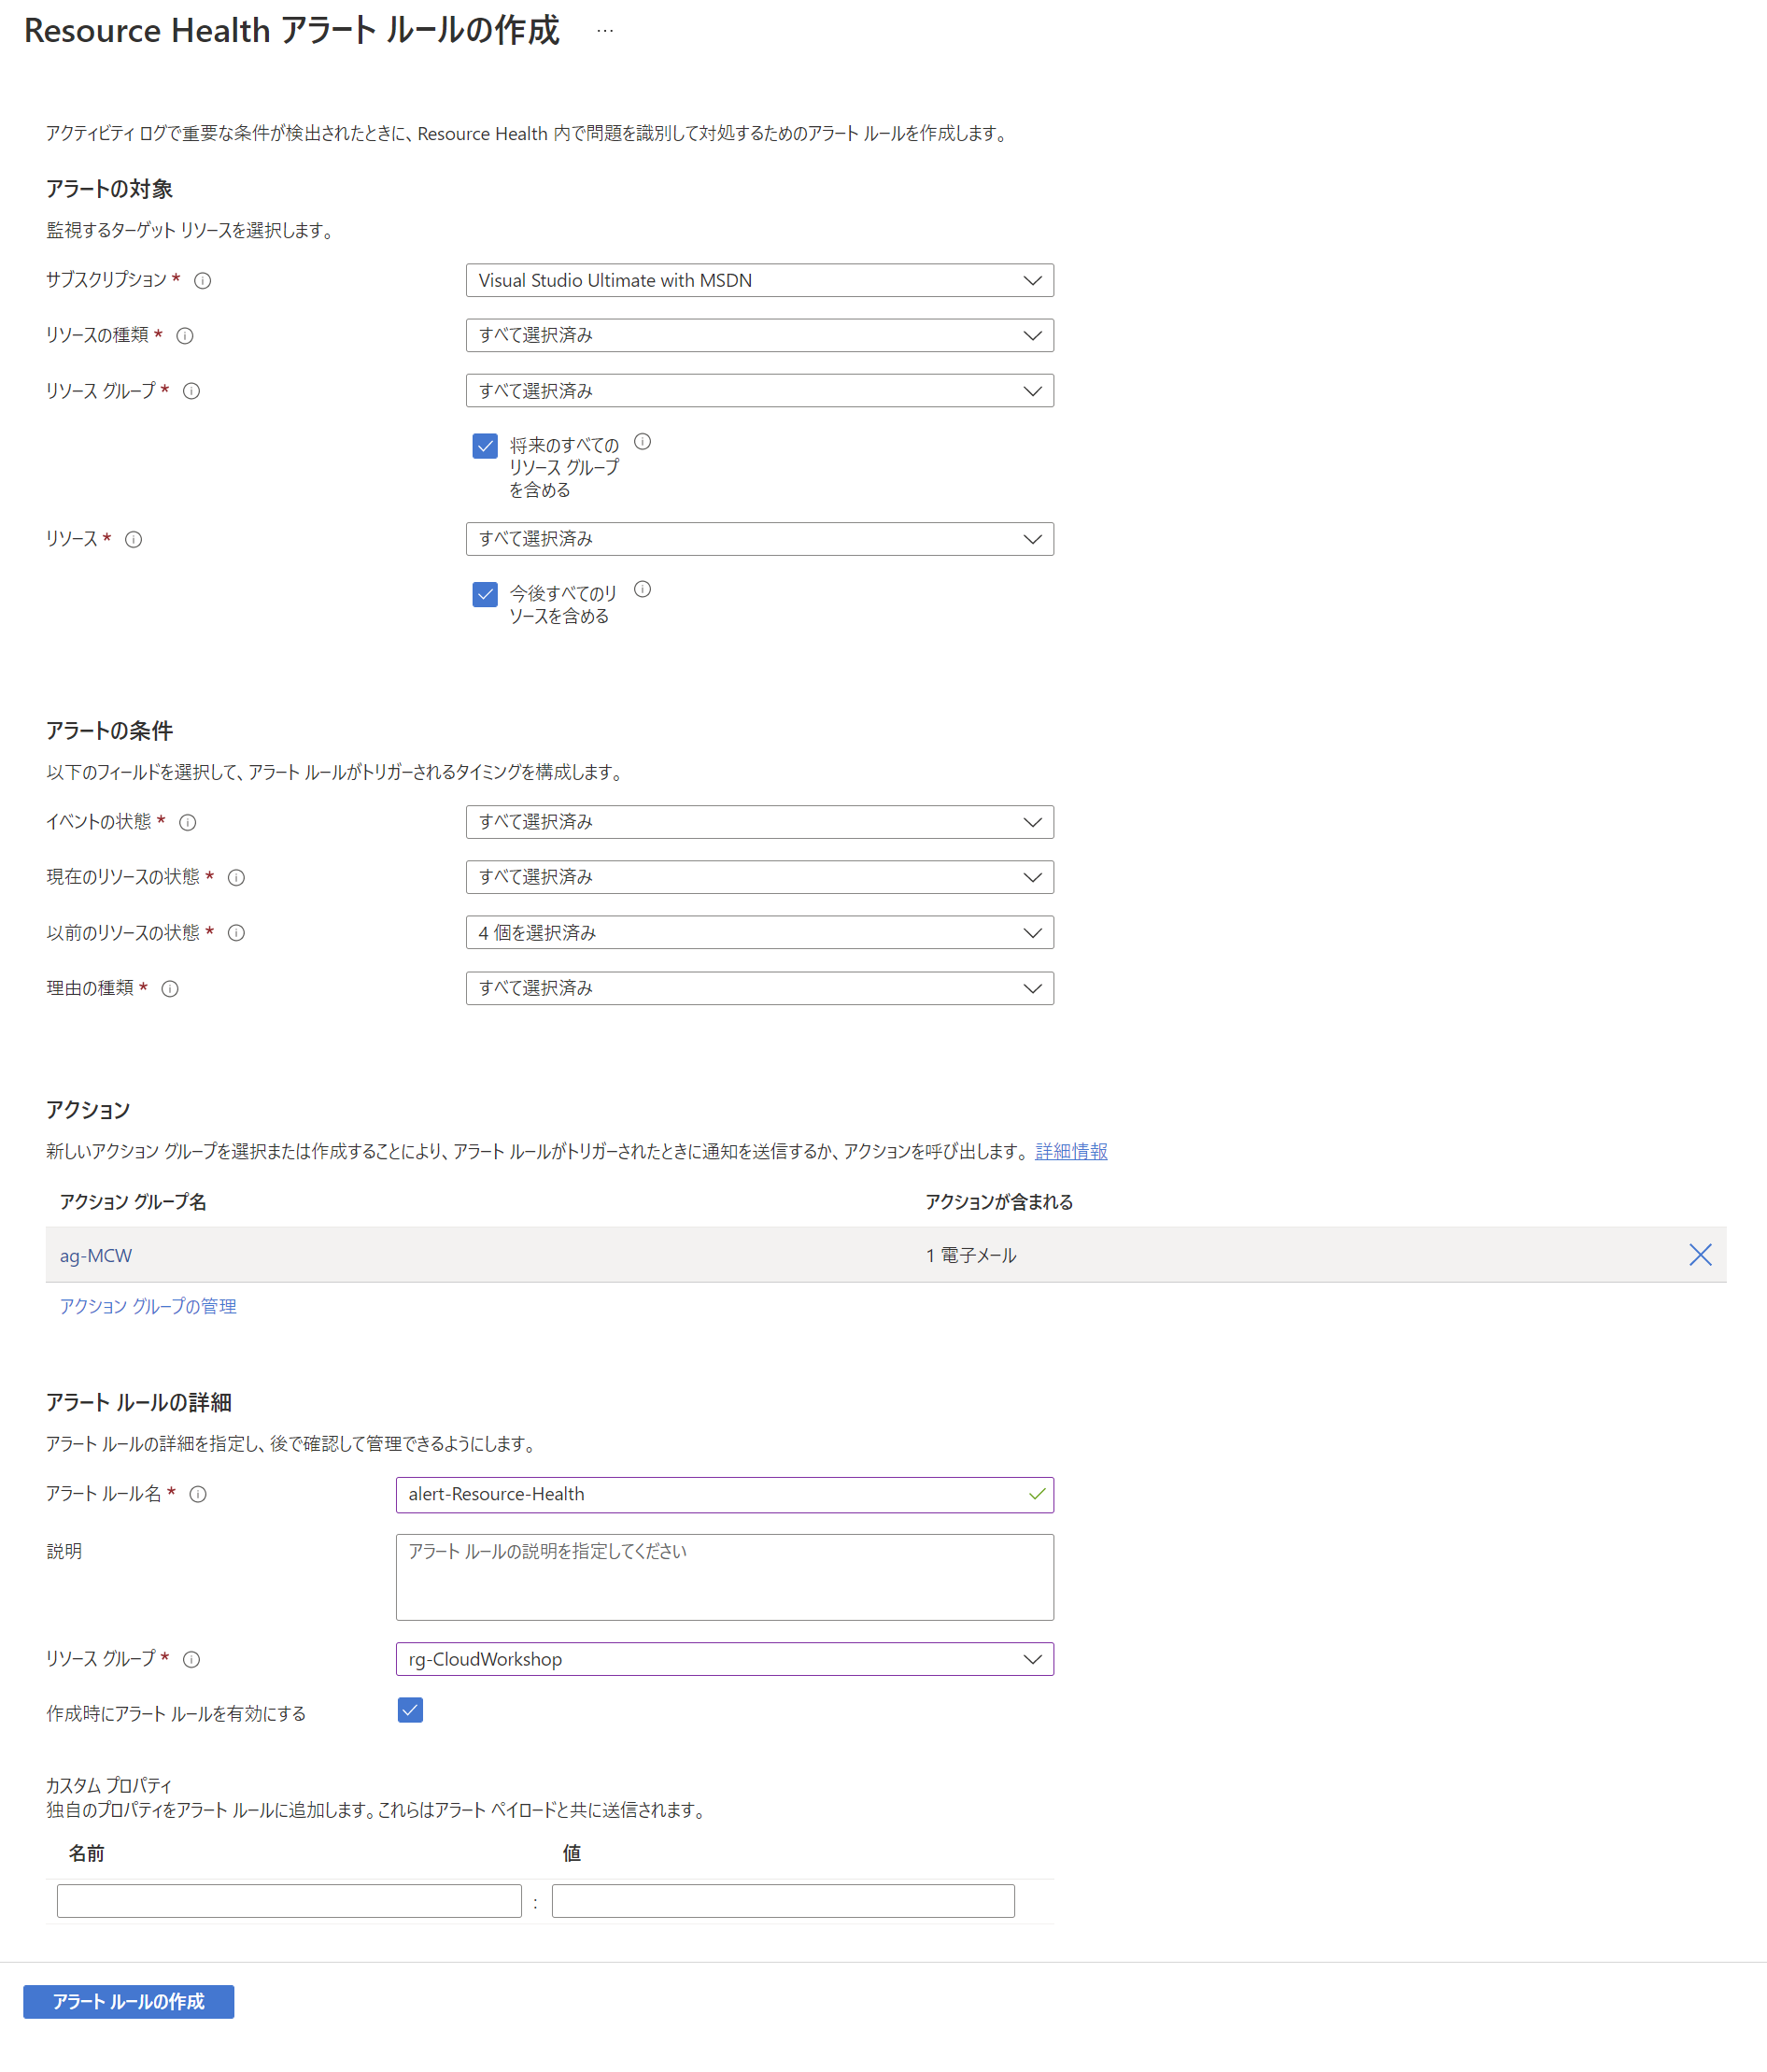 Resource Health アラート ルールの作成 …
アクティビティ ログで重要な条件が検出されたときに、Resource Health 内で問題を識別して対処するためのアラート ルールを作成します。
アラートの対象
監視するターゲット リソースを選択します。
サブスクリプション *
Visual Studio Ultimate with MSDN
リソースの種類 *
すべて選択済み
リソース グループ *
すべて選択済み
将来のすべての
リソース グループ
を含める
リソース *
すべて選択済み
今後すべてのリ
ソースを含める
アラートの条件
以下のフィールドを選択して、アラート ルールがトリガーされるタイミングを構成します。
イベントの状態 *
すべて選択済み
現在のリソースの状態 *
すべて選択済み
以前のリソースの状態 *
4 個を選択済み
理由の種類 *
すべて選択済み
アクション
新しいアクション グループを選択または作成することにより、アラート ルールがトリガーされたときに通知を送信するか、アクションを呼び出します。 詳細情報
アクション グループ名 アクションが含まれる
ag-MCW 1 電子メール
アクション グループの管理
アラート ルールの詳細
アラート ルールの詳細を指定し、後で確認して管理できるようにします。
アラート ルール名 *
alert-Resource-Health
説明
アラート ルールの説明を指定してください
リソース グループ *
rg-CloudWorkshop
作成時にアラート ルールを有効にする
カスタム プロパティ
独自のプロパティをアラート ルールに追加します。これらはアラート ペイロードと共に送信されます。
名前 値
:
アラート ルールの作成